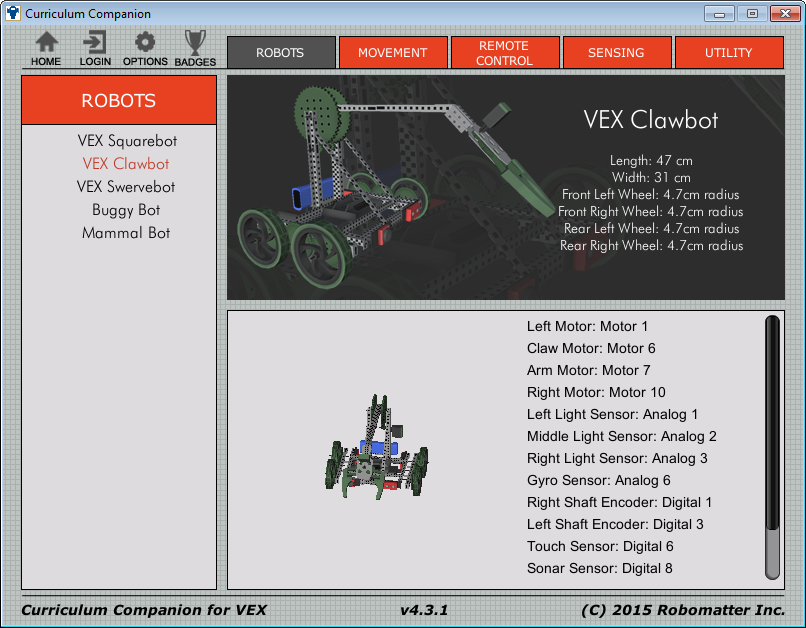 Curriculum Companion
HOME
LOGIN
OPTIONS
BADGES
ROBOTS
MOVEMENT
REMOTE
CONTROL
SENSING
UTILITY
ROBOTS
VEX Squarebot
VEX Clawbot
VEX Swervebot
Buggy Bot
Mammal Bot
VEX Clawbot
Length: 47 cm
Width: 31 cm
Front Left Wheel: 4.7cm radius
Front Right Wheel: 4.7cm radius
Rear Left Wheel: 4.7cm radius
Rear Right Wheel: 4.7cm radius
Left Motor: Motor 1
Claw Motor: Motor 6
Arm Motor: Motor 7
Right Motor: Motor 10
Left Light Sensor: Analog 1
Middle Light Sensor: Analog 2
Right Light Sensor: Analog 3
Gyro Sensor: Analog 6
Right Shaft Encoder: Digital 1
Left Shaft Encoder: Digital 3
Touch Sensor: Digital 6
Sonar Sensor: Digital 8
Curriculum Companion for VEX
v4.3.1
(C) 2015 Robomatter Inc.